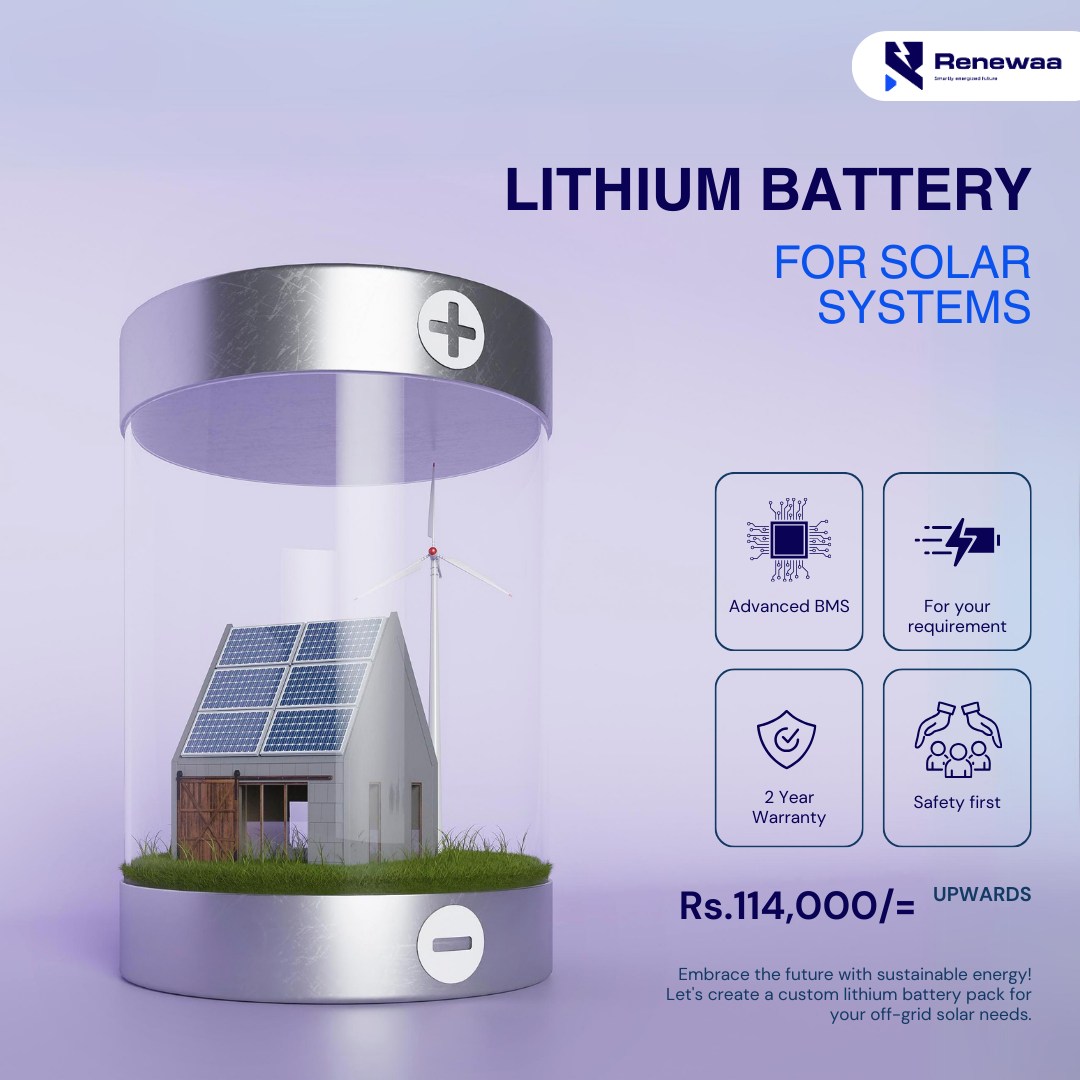 Renewaa
Smartly energised future
LITHIUM BATTERY
FOR SOLAR
SYSTEMS
Advanced BMS
For your
requirement
2 Year
Warranty
Safety first
Rs.114,000/= UPWARDS
Embrace the future with sustainable energy!
Let's create a custom lithium battery pack for
your off-grid solar needs.